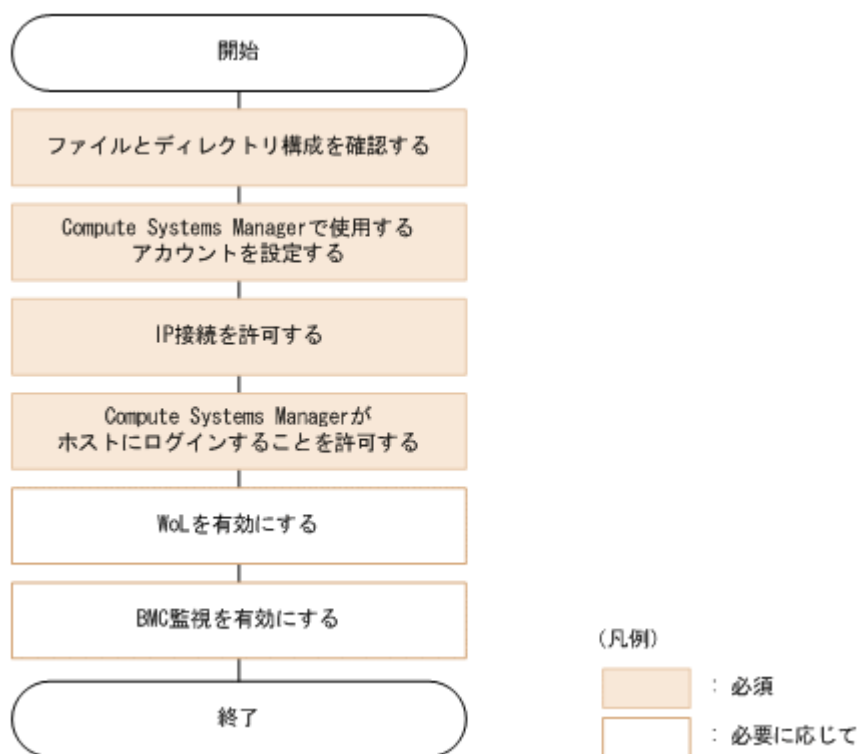 開始
ファイルとディレクトリ構成を確認する
Compute Systems Managerで使用する
アカウントを設定する
IP接続を許可する
Compute Systems Managerが
ホストにログインすることを許可する
WoLを有効にする
BMC監視を有効にする
終了
(凡例)
: 必須
: 必要に応じて